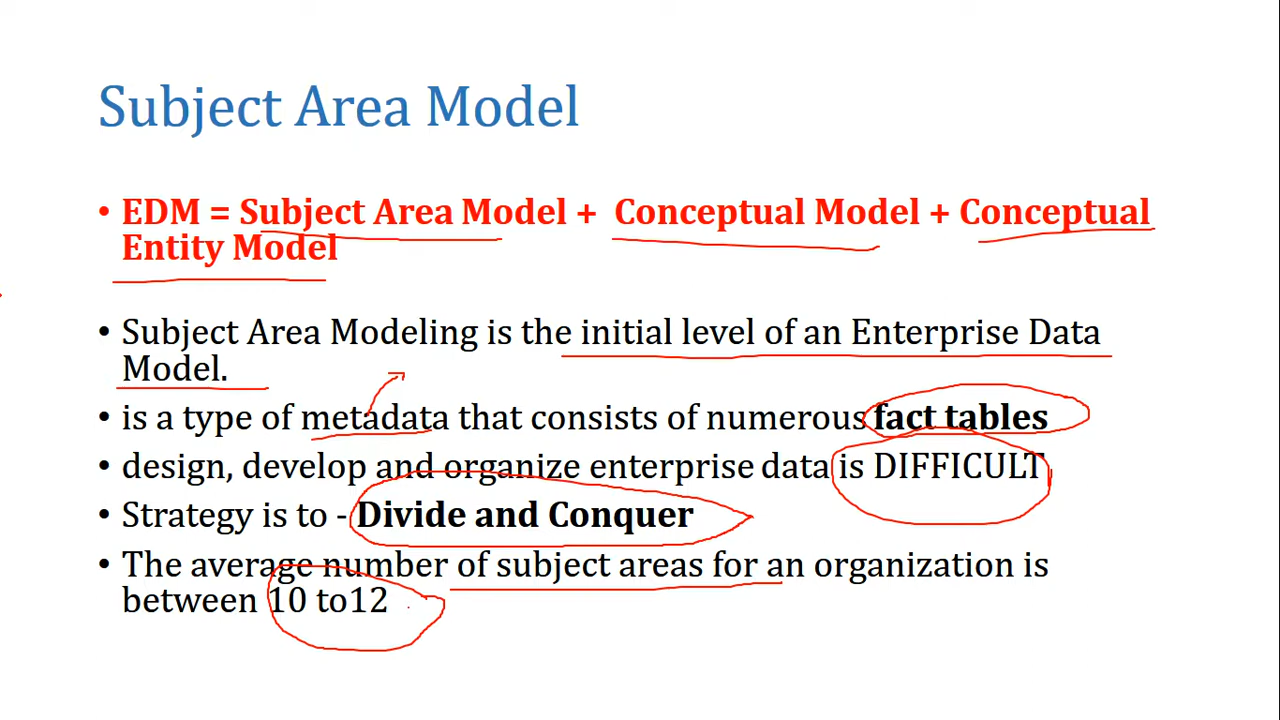 Subject Area Model
• EDM = Subject Area Model + Conceptual Model + Conceptual
Entity Model
• Subject Area Modeling is the initial level of an Enterprise Data
Model.
• is a type of metadata that consists of numerous fact tables
• design, develop and organize enterprise data is DIFFICULT
• Strategy is to - Divide and Conquer
• The average number of subject areas for an organization is
between 10 to12